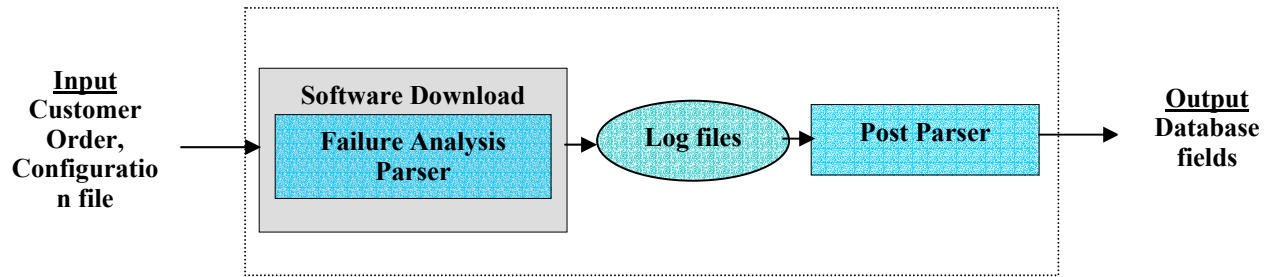 Input
Customer
Order,
Configuratio
n file
Software Download
Failure Analysis
Parser
Log files
Post Parser
Output
Database
fields